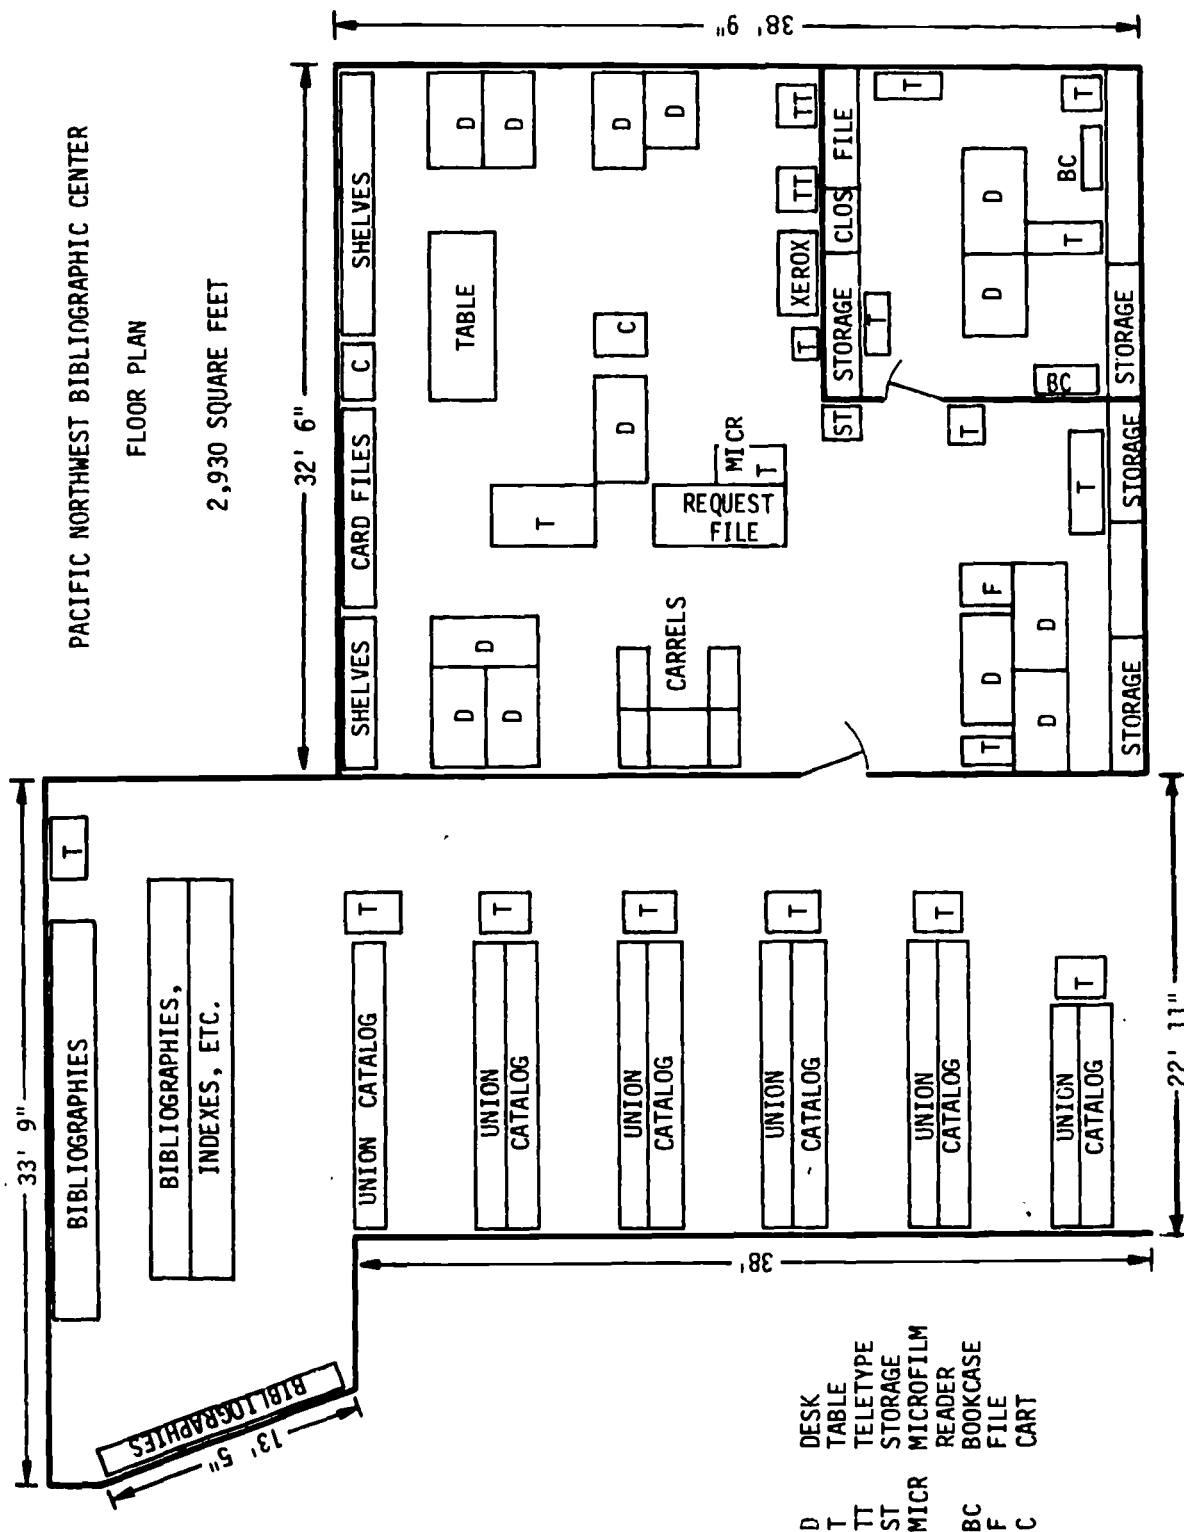 PACIFIC NORTHWEST BIBLIOGRAPHIC CENTER
FLOOR PLAN
2,930 SQUARE FEET
33' 9"
32' 6"
38' 9"
BIBLIOGRAPHIES
T
BIBLIOGRAPHIES,
INDEXES, ETC.
BIBLIOGRAPHIES
13' 5"
38'
22' 11"
UNION CATALOG
T
UNION
CATALOG
T
UNION
CATALOG
T
UNION
CATALOG
T
UNION
CATALOG
T
UNION
CATALOG
T
SHELVES
CARD FILES
C
SHELVES
D
D
D
TABLE
D
D
D
D
T
D
C
CARRELS
REQUEST
FILE
MICR
T
T
XEROX
TT
TT
ST
STORAGE
CLOS
FILE
T
T
T
D
D
T
BC
T
BC
T
D
F
D
D
T
T
STORAGE
STORAGE
STORAGE
D DESK
T TABLE
TT TELETYPE
ST STORAGE
MICR MICROFILM
READER
BC BOOKCASE
F FILE
C CART